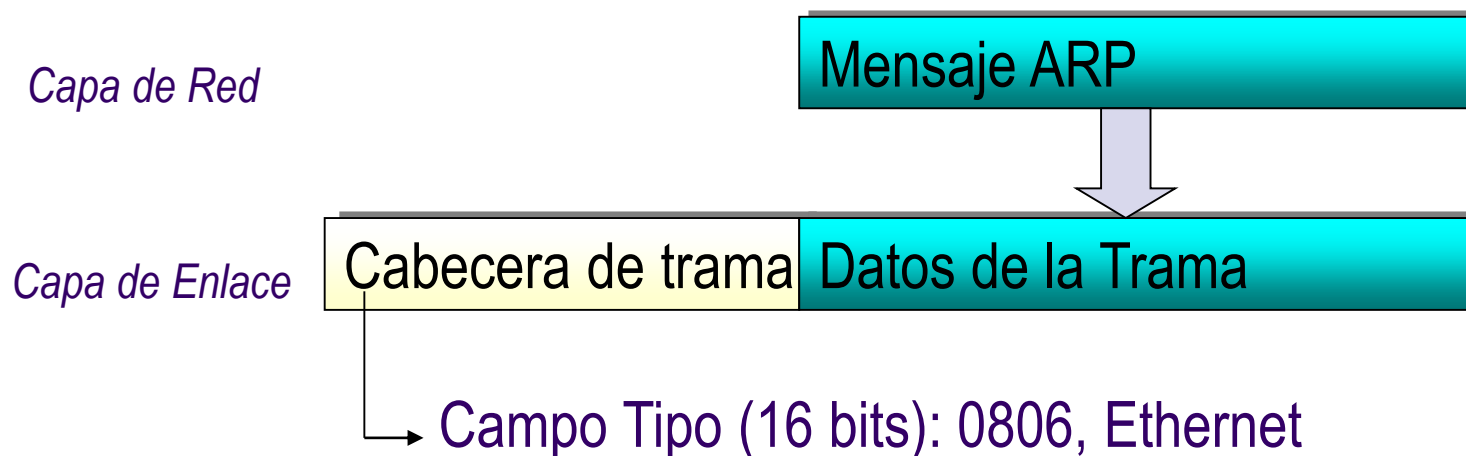 Mensaje ARP
Capa de Red
Cabecera de trama
Datos de la Trama
Capa de Enlace
Campo Tipo (16 bits): 0806, Ethernet